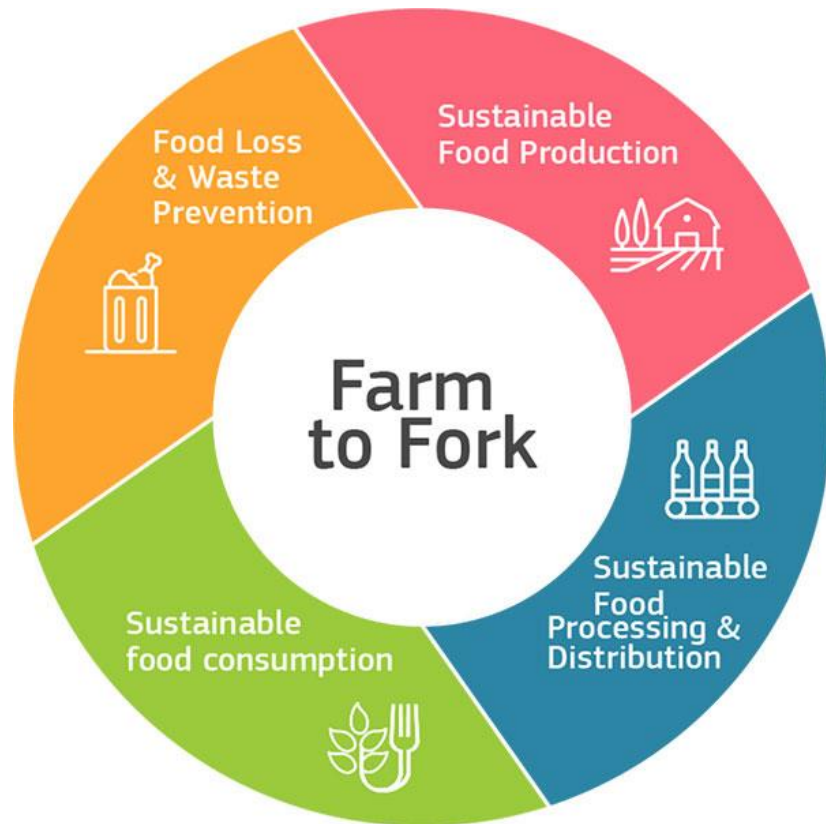 Farm
to Fork
Sustainable
Food Production
Sustainable
Food
Processing &
Distribution
Sustainable
food consumption
Food Loss
& Waste
Prevention